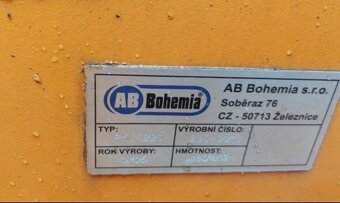 AB Bohemia®
AB Bohemia s.r.o.
Soběraz 76
CZ - 50713 Železnice
TYP:
VÝROBNÍ ČÍSLO:
ROK VÝROBY:
HMOTNOST: